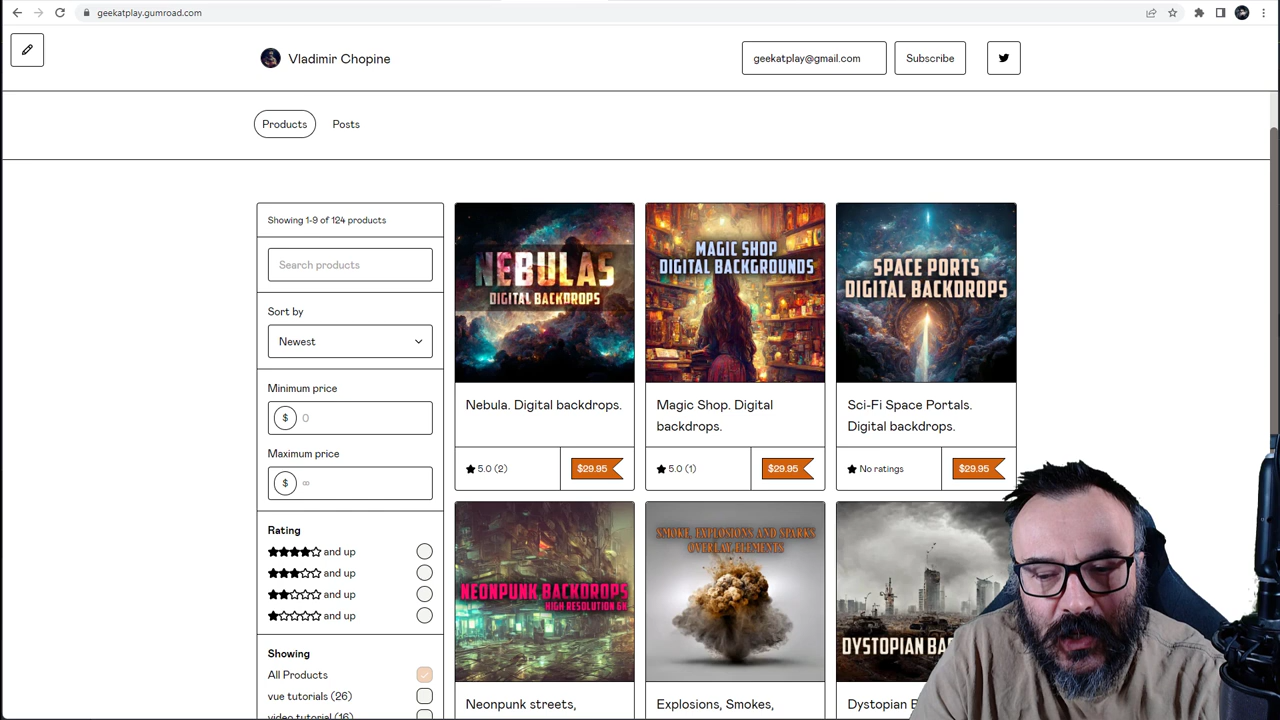 geekatplay.gumroad.com
Vladimir Chopine
geekatplay@gmail.com
Subscribe
Products
Posts
Showing 1-9 of 124 products
Search products
Sort by
Newest
Minimum price
$ 0
Maximum price
$ ∞
Rating
and up
and up
and up
and up
Showing
All Products
vue tutorials (26)
video tutorial (16)
NEBULAS
DIGITAL BACKDROPS
Nebula. Digital backdrops.
5.0 (2)
$29.95
MAGIC SHOP
DIGITAL BACKGROUNDS
Magic Shop. Digital
backdrops.
5.0 (1)
$29.95
SPACE PORTS
DIGITAL BACKDROPS
Sci-Fi Space Portals.
Digital backdrops.
No ratings
$29.95
NEONPUNK BACKDROPS
HIGH RESOLUTION 6K
Neonpunk streets,
SMOKE, EXPLOSIONS AND SPARKS
OVERLAY ELEMENTS
Explosions, Smokes,
DYSTOPIAN BA
Dystopian B